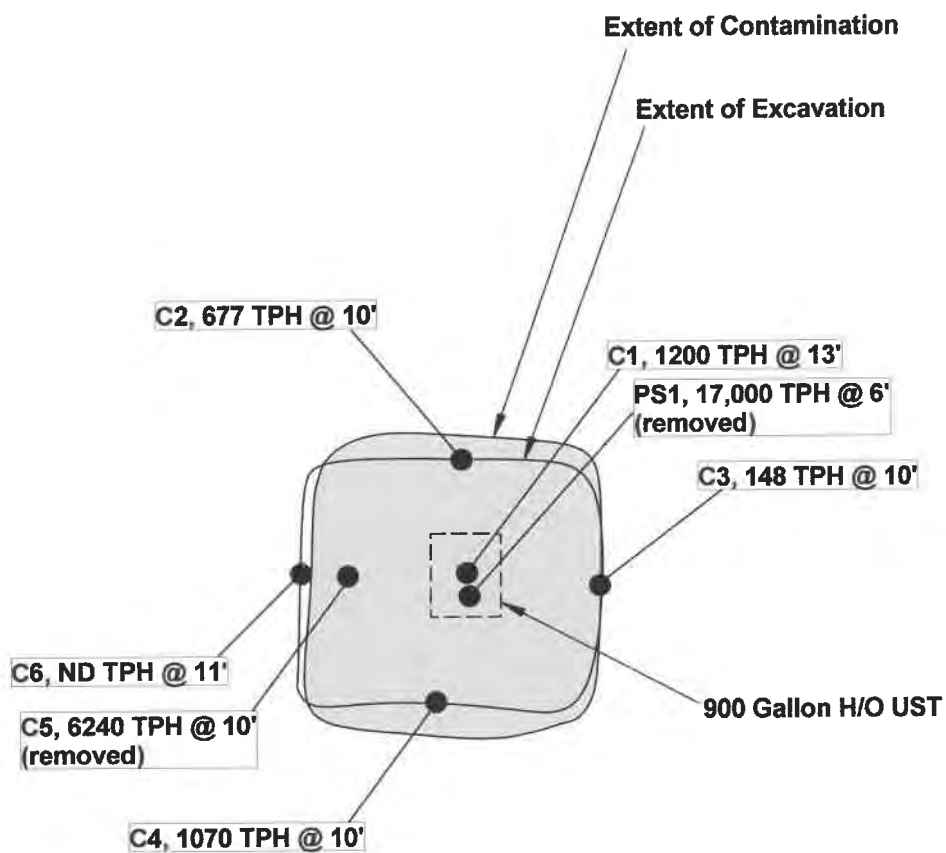 Extent of Contamination
Extent of Excavation
C2, 677 TPH @ 10'
C1, 1200 TPH @ 13'
PS1, 17,000 TPH @ 6'
(removed)
C3, 148 TPH @ 10'
C6, ND TPH @ 11'
C5, 6240 TPH @ 10'
(removed)
900 Gallon H/O UST
C4, 1070 TPH @ 10'